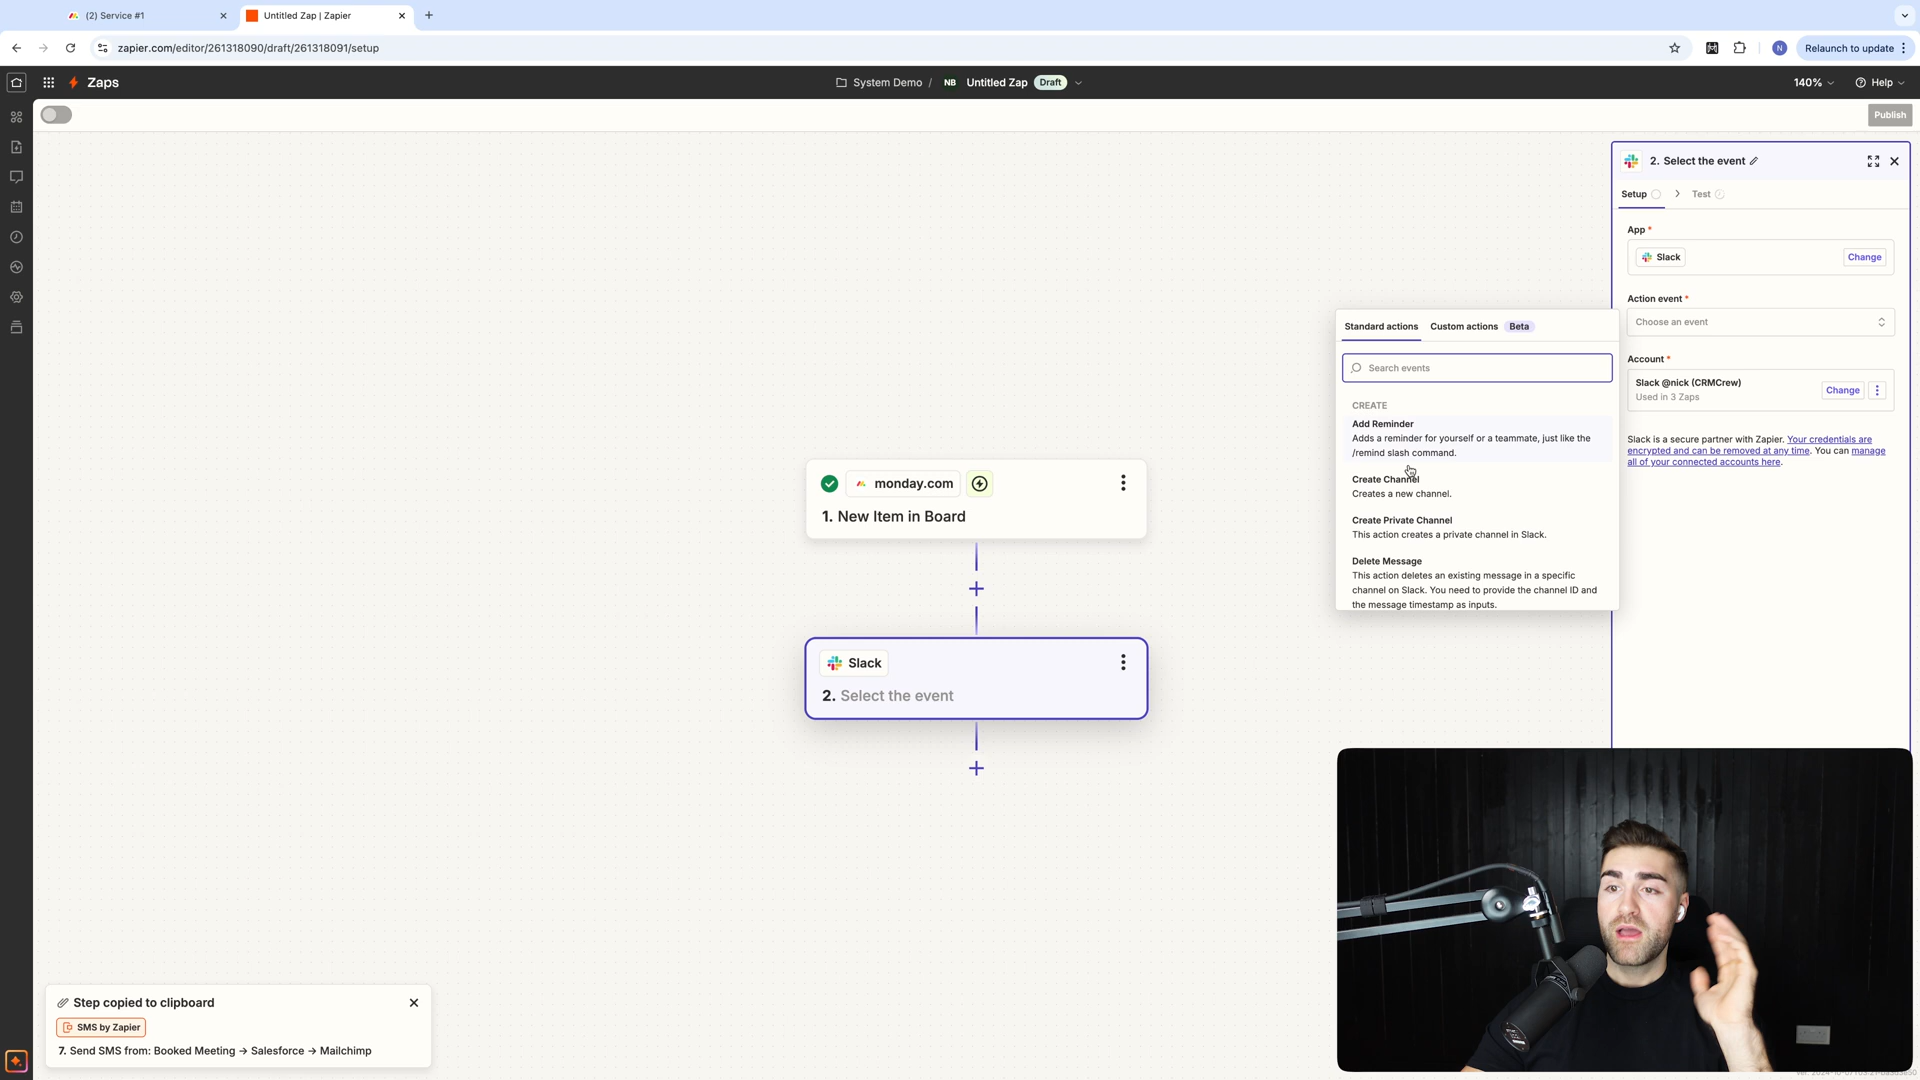 (2) Service #1
Untitled Zap | Zapier
zapier.com/editor/261318090/draft/261318091/setup
N
Relaunch to update
Zaps
System Demo / NB Untitled Zap Draft
140%
Help
Publish
2. Select the event
Setup
Test
App *
Slack
Change
Action event *
Choose an event
Account *
Slack @nick (CRMCrew)
Used in 3 Zaps
Change
Slack is a secure partner with Zapier. Your credentials are
encrypted and can be removed at any time. You can manage
all of your connected accounts here.
Standard actions
Custom actions Beta
Search events
CREATE
Add Reminder
Adds a reminder for yourself or a teammate, just like the
/remind slash command.
Create Channel
Creates a new channel.
Create Private Channel
This action creates a private channel in Slack.
Delete Message
This action deletes an existing message in a specific
channel on Slack. You need to provide the channel ID and
the message timestamp as inputs.
monday.com
1. New Item in Board
Slack
2. Select the event
Step copied to clipboard
SMS by Zapier
7. Send SMS from: Booked Meeting → Salesforce → Mailchimp